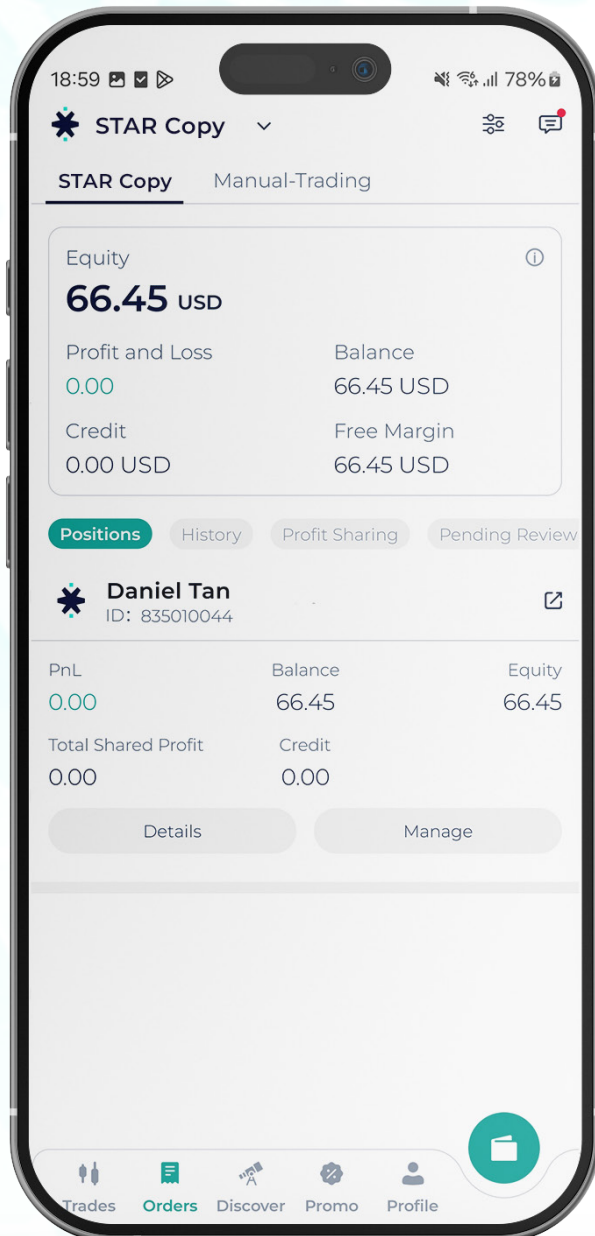 18:59 78%
STAR Copy
STAR Copy Manual-Trading
Equity
66.45 USD
Profit and Loss Balance
0.00 66.45 USD
Credit Free Margin
0.00 USD 66.45 USD
Positions History Profit Sharing Pending Review
Daniel Tan
ID: 835010044
PnL Balance Equity
0.00 66.45 66.45
Total Shared Profit Credit
0.00 0.00
Details Manage
Trades Orders Discover Promo Profile